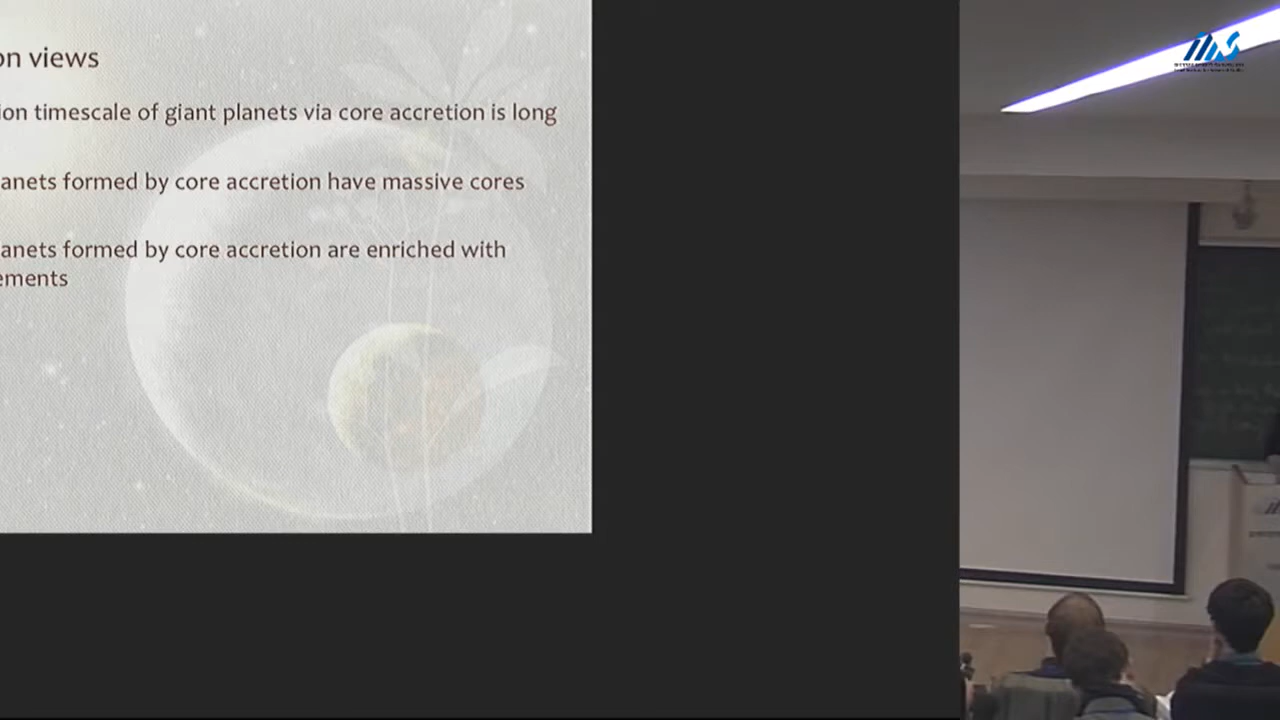 on views
ion timescale of giant planets via core accretion is long
anets formed by core accretion have massive cores
anets formed by core accretion are enriched with
ements